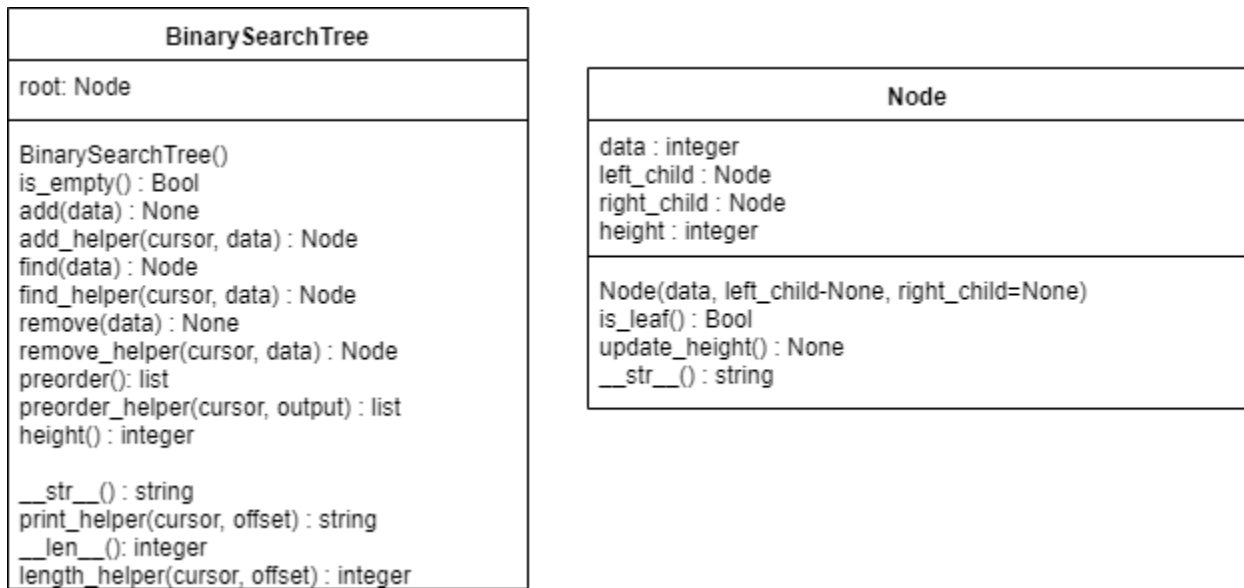 BinarySearchTree
root: Node
BinarySearchTree()
is_empty() : Bool
add(data) : None
add_helper(cursor, data) : Node
find(data) : Node
find_helper(cursor, data) : Node
remove(data) : None
remove_helper(cursor, data) : Node
preorder(): list
preorder_helper(cursor, output) : list
height() : integer
__str__() : string
print_helper(cursor, offset) : string
__len__(): integer
length_helper(cursor, offset) : integer
Node
data : integer
left_child : Node
right_child : Node
height : integer
Node(data, left_child-None, right_child=None)
is_leaf() : Bool
update_height() : None
__str__() : string